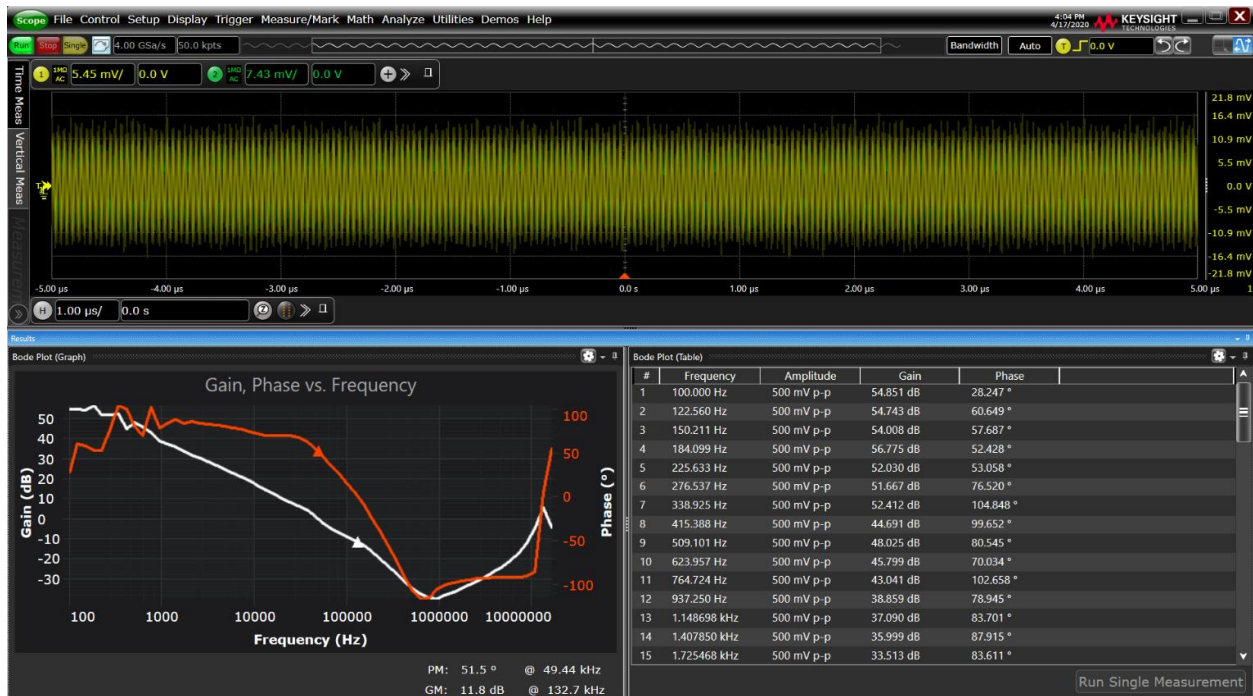 Scope File Control Setup Display Trigger Measure/Mark Math Analyze Utilities Demos Help
4:04 PM
4/17/2020
KEYSIGHT
TECHNOLOGIES
Run Stop Single 4.00 GSa/s 50.0 kpts Bandwidth Auto T 0.0 V
1 1MΩ AC 5.45 mV/ 0.0 V 2 1MΩ AC 7.43 mV/ 0.0 V
Time Meas
Vertical Meas
Measurement
21.8 mV
16.4 mV
10.9 mV
5.5 mV
0.0 V
-5.5 mV
-10.9 mV
-16.4 mV
-21.8 mV
-5.00 µs -4.00 µs -3.00 µs -2.00 µs -1.00 µs 0.0 s 1.00 µs 2.00 µs 3.00 µs 4.00 µs 5.00 µs 1
H 1.00 µs/ 0.0 s
Results
Bode Plot (Graph)
Gain, Phase vs. Frequency
Gain (dB)
50
40
30
20
10
0
-10
-20
-30
100
50
0
-50
-100
Phase (°)
100 1000 10000 100000 1000000 10000000
Frequency (Hz)
PM: 51.5 ° @ 49.44 kHz
GM: 11.8 dB @ 132.7 kHz
Bode Plot (Table)
# Frequency Amplitude Gain Phase
1 100.000 Hz 500 mV p-p 54.851 dB 28.247 °
2 122.560 Hz 500 mV p-p 54.743 dB 60.649 °
3 150.211 Hz 500 mV p-p 54.008 dB 57.687 °
4 184.099 Hz 500 mV p-p 56.775 dB 52.428 °
5 225.633 Hz 500 mV p-p 52.030 dB 53.058 °
6 276.537 Hz 500 mV p-p 51.667 dB 76.520 °
7 338.925 Hz 500 mV p-p 52.412 dB 104.848 °
8 415.388 Hz 500 mV p-p 44.691 dB 99.652 °
9 509.101 Hz 500 mV p-p 48.025 dB 80.545 °
10 623.957 Hz 500 mV p-p 45.799 dB 70.034 °
11 764.724 Hz 500 mV p-p 43.041 dB 102.658 °
12 937.250 Hz 500 mV p-p 38.859 dB 78.945 °
13 1.148698 kHz 500 mV p-p 37.090 dB 83.701 °
14 1.407850 kHz 500 mV p-p 35.999 dB 87.915 °
15 1.725468 kHz 500 mV p-p 33.513 dB 83.611 °
Run Single Measurement